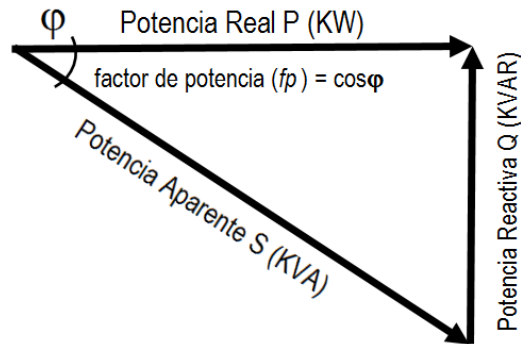 φ
Potencia Real P (KW)
factor de potencia (fp) = cosφ
Potencia Aparente S (KVA)
Potencia Reactiva Q (KVAR)